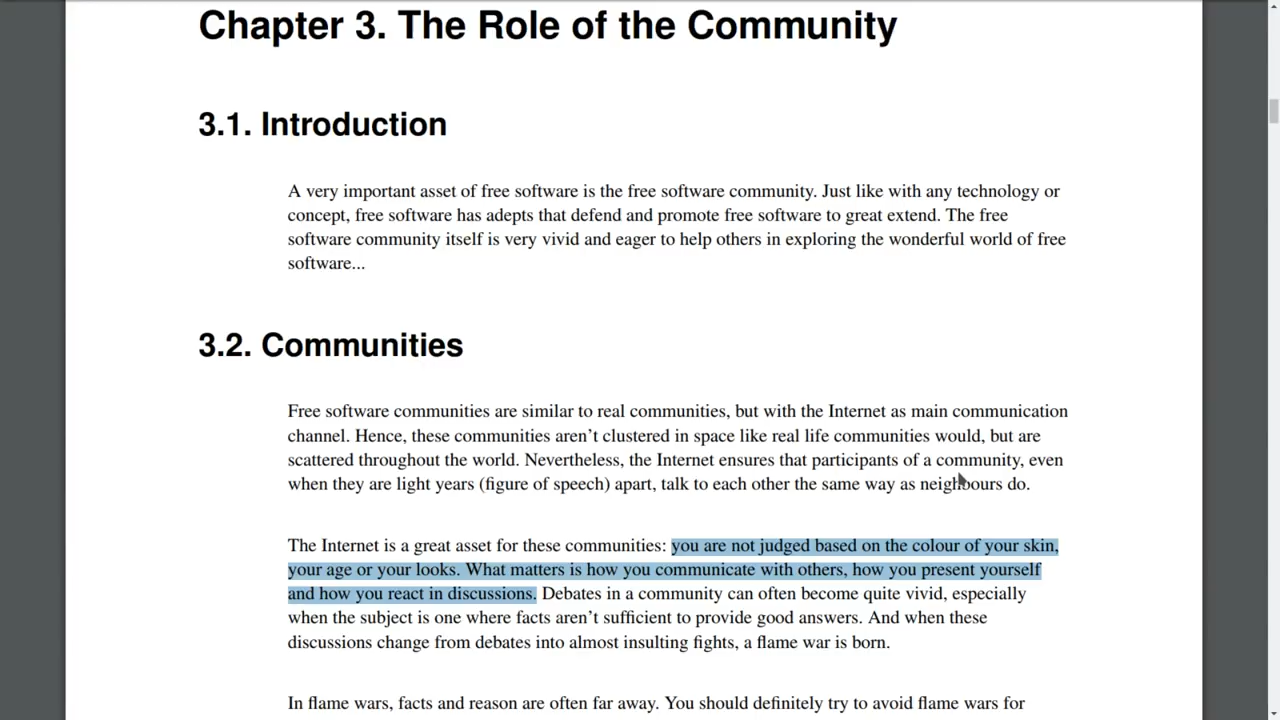 Chapter 3. The Role of the Community
3.1. Introduction
A very important asset of free software is the free software community. Just like with any technology or
concept, free software has adepts that defend and promote free software to great extend. The free
software community itself is very vivid and eager to help others in exploring the wonderful world of free
software...
3.2. Communities
Free software communities are similar to real communities, but with the Internet as main communication
channel. Hence, these communities aren't clustered in space like real life communities would, but are
scattered throughout the world. Nevertheless, the Internet ensures that participants of a community, even
when they are light years (figure of speech) apart, talk to each other the same way as neighbours do.
The Internet is a great asset for these communities: you are not judged based on the colour of your skin,
your age or your looks. What matters is how you communicate with others, how you present yourself
and how you react in discussions. Debates in a community can often become quite vivid, especially
when the subject is one where facts aren't sufficient to provide good answers. And when these
discussions change from debates into almost insulting fights, a flame war is born.
In flame wars, facts and reason are often far away. You should definitely try to avoid flame wars for